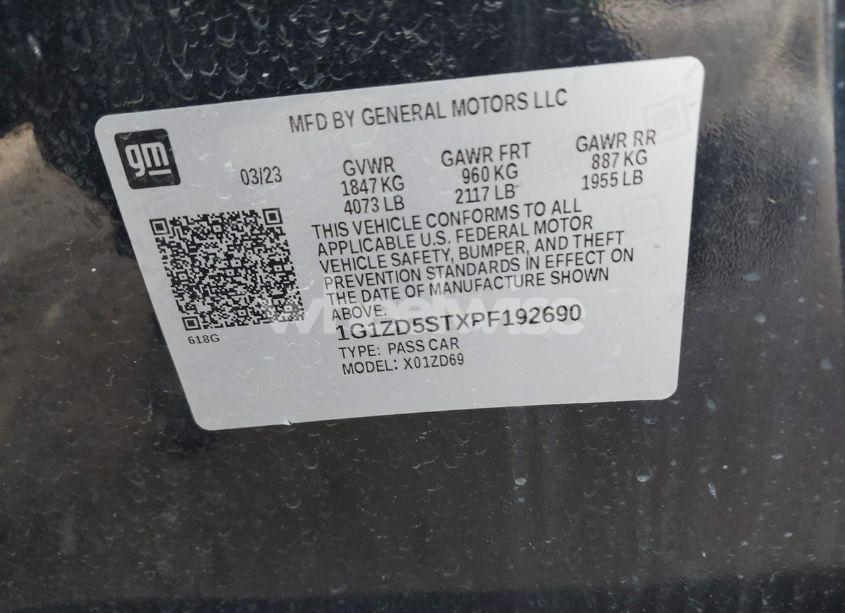 MFD BY GENERAL MOTORS LLC
gm
03/23
GVWR
1847 KG
4073 LB
GAWR FRT
960 KG
2117 LB
GAWR RR
887 KG
1955 LB
THIS VEHICLE CONFORMS TO ALL
APPLICABLE U.S. FEDERAL MOTOR
VEHICLE SAFETY, BUMPER, AND THEFT
PREVENTION STANDARDS IN EFFECT ON
THE DATE OF MANUFACTURE SHOWN
ABOVE.
618G
1G1ZD5STXPF192690
TYPE: PASS CAR
MODEL: X01ZD69